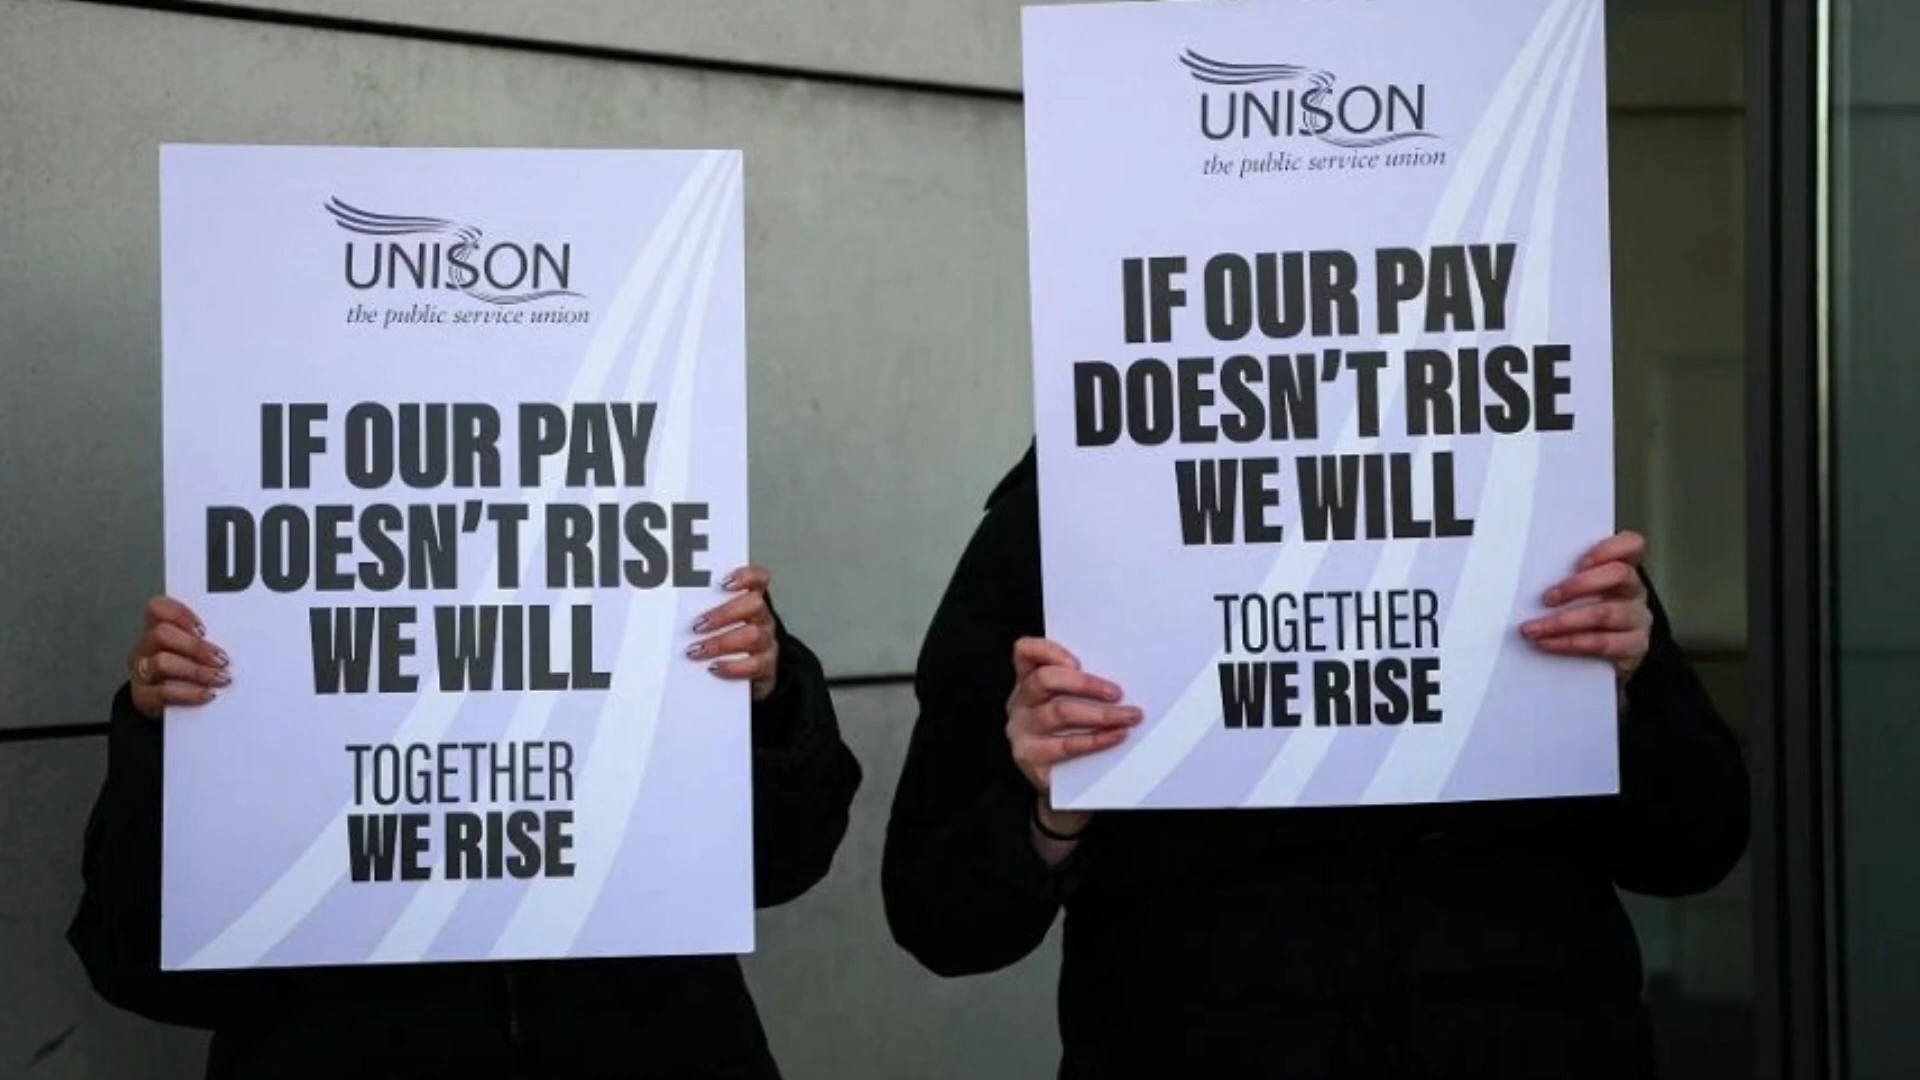 UNISON
the public service union
IF OUR PAY
DOESN'T RISE
WE WILL
TOGETHER
WE RISE
UNISON
the public service union
IF OUR PAY
DOESN'T RISE
WE WILL
TOGETHER
WE RISE